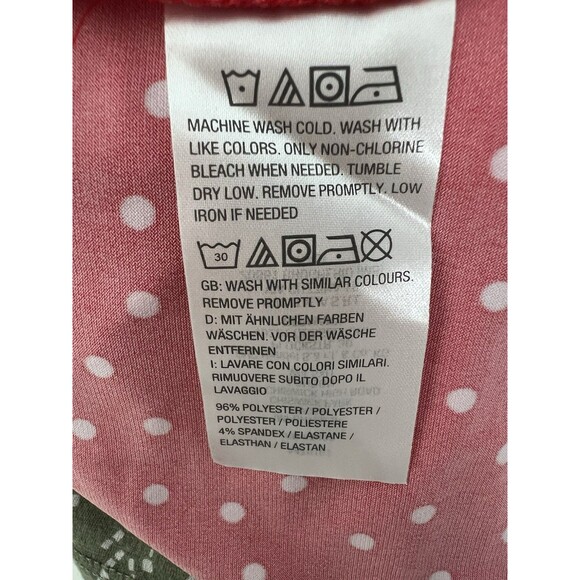 MACHINE WASH COLD. WASH WITH
LIKE COLORS. ONLY NON-CHLORINE
BLEACH WHEN NEEDED. TUMBLE
DRY LOW. REMOVE PROMPTLY. LOW
IRON IF NEEDED
30
GB: WASH WITH SIMILAR COLOURS.
REMOVE PROMPTLY
D: MIT ÄHNLICHEN FARBEN
WÄSCHEN. VOR DER WÄSCHE
ENTFERNEN
I: LAVARE CON COLORI SIMILARI.
RIMUOVERE SUBITO DOPO IL
LAVAGGIO
96% POLYESTER / POLYESTER /
POLYESTER / POLIESTERE
4% SPANDEX / ELASTANE /
ELASTHAN / ELASTAN